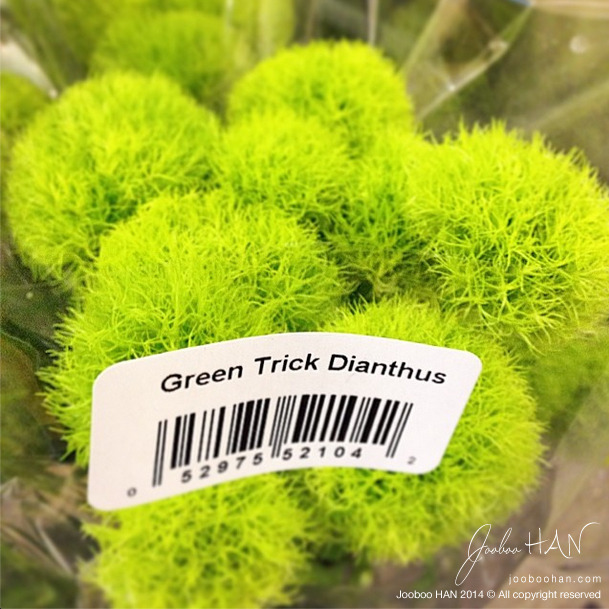 Green Trick Dianthus
0 52975 52104 2
Jooboo HAN
jooboohan.com
Jooboo HAN 2014 © All copyright reserved